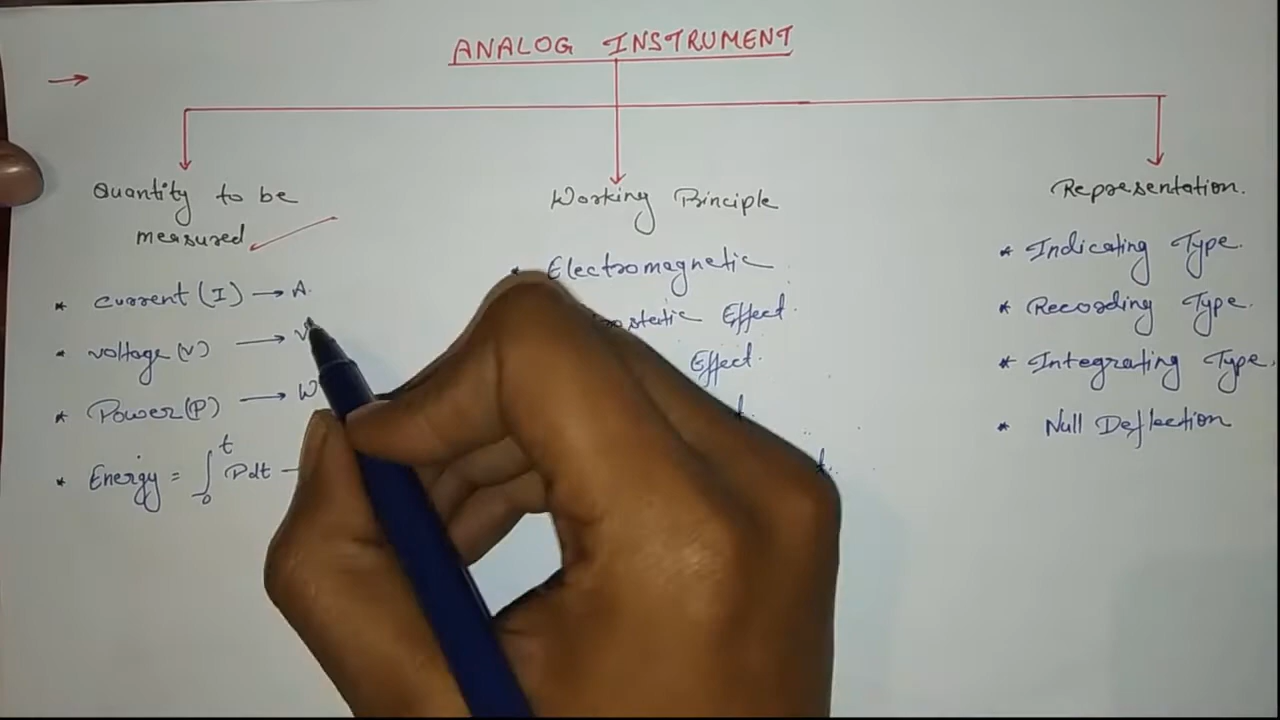 ANALOG INSTRUMENT
→
Quantity to be
measured
* Current (I) → A.
* Voltage (V) → V
* Power (P) → W
* Energy = ∫₀ᵗ Pdt
Working Principle
* Electromagnetic
Effect.
Effect.
Representation.
* Indicating Type.
* Recording Type.
* Integrating Type.
* Null Deflection